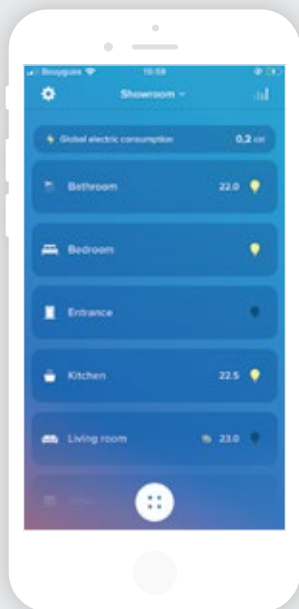 Bouygues 15:59
Showroom
Global electric consumption 0,2
Bathroom 22.0
Bedroom
Entrance
Kitchen 22.5
Living room 23.0